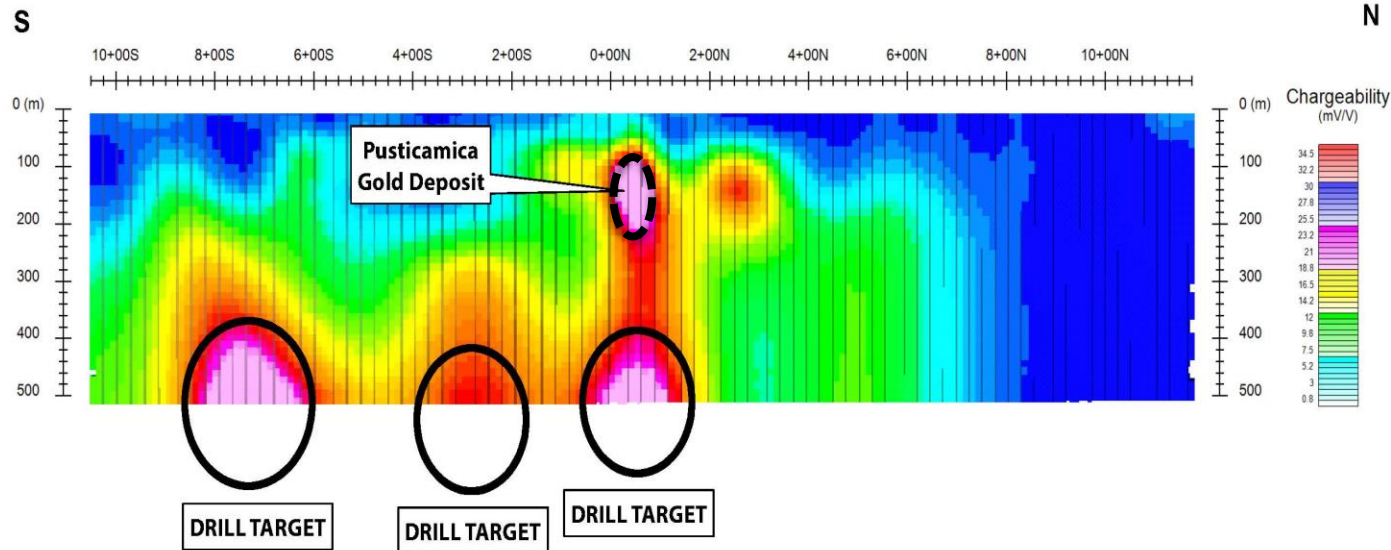 S
N
10+00S 8+00S 6+00S 4+00S 2+00S 0+00N 2+00N 4+00N 6+00N 8+00N 10+00N
0 (m)
100
200
300
400
500
Pusticamica
Gold Deposit
0 (m)
100
200
300
400
500
Chargeability
(mV/V)
34.5
32.2
30
27.8
25.5
23.2
21
18.8
16.5
14.2
12
9.8
7.5
5.2
3
0.8
DRILL TARGET
DRILL TARGET
DRILL TARGET